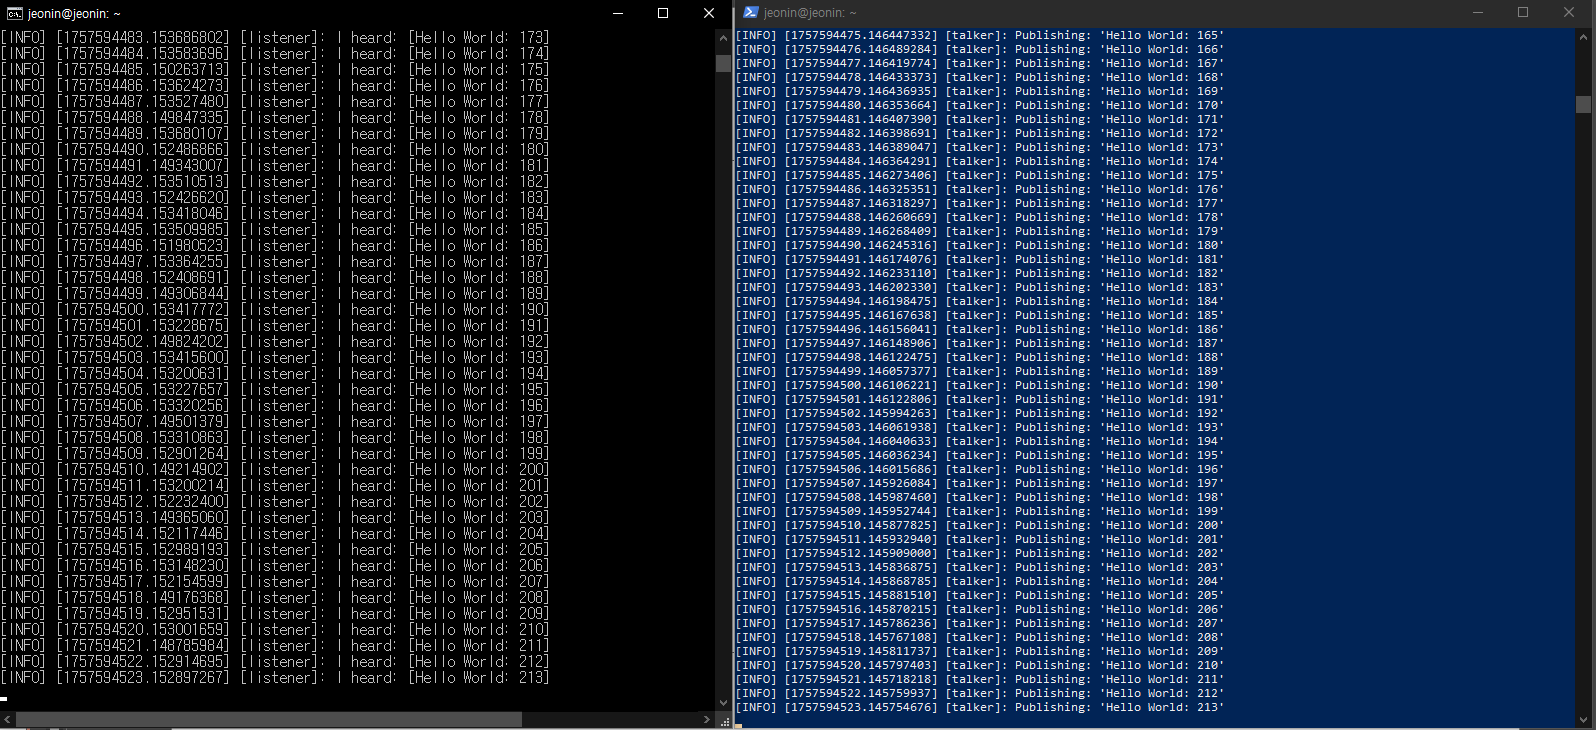 jeonin@jeonin: ~
[INFO] [1757594483.153686802] [listener]: I heard: [Hello World: 173]
[INFO] [1757594484.153583696] [listener]: I heard: [Hello World: 174]
[INFO] [1757594485.150263713] [listener]: I heard: [Hello World: 175]
[INFO] [1757594486.153624273] [listener]: I heard: [Hello World: 176]
[INFO] [1757594487.153527480] [listener]: I heard: [Hello World: 177]
[INFO] [1757594488.149847335] [listener]: I heard: [Hello World: 178]
[INFO] [1757594489.153680107] [listener]: I heard: [Hello World: 179]
[INFO] [1757594490.152486866] [listener]: I heard: [Hello World: 180]
[INFO] [1757594491.149343007] [listener]: I heard: [Hello World: 181]
[INFO] [1757594492.153510513] [listener]: I heard: [Hello World: 182]
[INFO] [1757594493.152426620] [listener]: I heard: [Hello World: 183]
[INFO] [1757594494.153418046] [listener]: I heard: [Hello World: 184]
[INFO] [1757594495.153509985] [listener]: I heard: [Hello World: 185]
[INFO] [1757594496.151980523] [listener]: I heard: [Hello World: 186]
[INFO] [1757594497.153364255] [listener]: I heard: [Hello World: 187]
[INFO] [1757594498.152408691] [listener]: I heard: [Hello World: 188]
[INFO] [1757594499.149306844] [listener]: I heard: [Hello World: 189]
[INFO] [1757594500.153417772] [listener]: I heard: [Hello World: 190]
[INFO] [1757594501.153228675] [listener]: I heard: [Hello World: 191]
[INFO] [1757594502.149824202] [listener]: I heard: [Hello World: 192]
[INFO] [1757594503.153415600] [listener]: I heard: [Hello World: 193]
[INFO] [1757594504.153200631] [listener]: I heard: [Hello World: 194]
[INFO] [1757594505.153227657] [listener]: I heard: [Hello World: 195]
[INFO] [1757594506.153320256] [listener]: I heard: [Hello World: 196]
[INFO] [1757594507.149501379] [listener]: I heard: [Hello World: 197]
[INFO] [1757594508.153310863] [listener]: I heard: [Hello World: 198]
[INFO] [1757594509.152901264] [listener]: I heard: [Hello World: 199]
[INFO] [1757594510.149214902] [listener]: I heard: [Hello World: 200]
[INFO] [1757594511.153200214] [listener]: I heard: [Hello World: 201]
[INFO] [1757594512.152232400] [listener]: I heard: [Hello World: 202]
[INFO] [1757594513.149365060] [listener]: I heard: [Hello World: 203]
[INFO] [1757594514.152117446] [listener]: I heard: [Hello World: 204]
[INFO] [1757594515.152989193] [listener]: I heard: [Hello World: 205]
[INFO] [1757594516.153148230] [listener]: I heard: [Hello World: 206]
[INFO] [1757594517.152154599] [listener]: I heard: [Hello World: 207]
[INFO] [1757594518.149176368] [listener]: I heard: [Hello World: 208]
[INFO] [1757594519.152951531] [listener]: I heard: [Hello World: 209]
[INFO] [1757594520.153001659] [listener]: I heard: [Hello World: 210]
[INFO] [1757594521.148785984] [listener]: I heard: [Hello World: 211]
[INFO] [1757594522.152914695] [listener]: I heard: [Hello World: 212]
[INFO] [1757594523.152897267] [listener]: I heard: [Hello World: 213]
jeonin@jeonin: ~
[INFO] [1757594475.146447332] [talker]: Publishing: 'Hello World: 165'
[INFO] [1757594476.146489284] [talker]: Publishing: 'Hello World: 166'
[INFO] [1757594477.146419774] [talker]: Publishing: 'Hello World: 167'
[INFO] [1757594478.146433373] [talker]: Publishing: 'Hello World: 168'
[INFO] [1757594479.146436935] [talker]: Publishing: 'Hello World: 169'
[INFO] [1757594480.146353664] [talker]: Publishing: 'Hello World: 170'
[INFO] [1757594481.146407390] [talker]: Publishing: 'Hello World: 171'
[INFO] [1757594482.146398691] [talker]: Publishing: 'Hello World: 172'
[INFO] [1757594483.146389047] [talker]: Publishing: 'Hello World: 173'
[INFO] [1757594484.146364291] [talker]: Publishing: 'Hello World: 174'
[INFO] [1757594485.146273406] [talker]: Publishing: 'Hello World: 175'
[INFO] [1757594486.146325351] [talker]: Publishing: 'Hello World: 176'
[INFO] [1757594487.146318297] [talker]: Publishing: 'Hello World: 177'
[INFO] [1757594488.146260669] [talker]: Publishing: 'Hello World: 178'
[INFO] [1757594489.146268409] [talker]: Publishing: 'Hello World: 179'
[INFO] [1757594490.146245316] [talker]: Publishing: 'Hello World: 180'
[INFO] [1757594491.146174076] [talker]: Publishing: 'Hello World: 181'
[INFO] [1757594492.146233110] [talker]: Publishing: 'Hello World: 182'
[INFO] [1757594493.146202330] [talker]: Publishing: 'Hello World: 183'
[INFO] [1757594494.146198475] [talker]: Publishing: 'Hello World: 184'
[INFO] [1757594495.146167638] [talker]: Publishing: 'Hello World: 185'
[INFO] [1757594496.146156041] [talker]: Publishing: 'Hello World: 186'
[INFO] [1757594497.146148906] [talker]: Publishing: 'Hello World: 187'
[INFO] [1757594498.146122475] [talker]: Publishing: 'Hello World: 188'
[INFO] [1757594499.146057377] [talker]: Publishing: 'Hello World: 189'
[INFO] [1757594500.146106221] [talker]: Publishing: 'Hello World: 190'
[INFO] [1757594501.146122806] [talker]: Publishing: 'Hello World: 191'
[INFO] [1757594502.145994263] [talker]: Publishing: 'Hello World: 192'
[INFO] [1757594503.146061938] [talker]: Publishing: 'Hello World: 193'
[INFO] [1757594504.146040633] [talker]: Publishing: 'Hello World: 194'
[INFO] [1757594505.146036234] [talker]: Publishing: 'Hello World: 195'
[INFO] [1757594506.146015686] [talker]: Publishing: 'Hello World: 196'
[INFO] [1757594507.145926084] [talker]: Publishing: 'Hello World: 197'
[INFO] [1757594508.145987460] [talker]: Publishing: 'Hello World: 198'
[INFO] [1757594509.145952744] [talker]: Publishing: 'Hello World: 199'
[INFO] [1757594510.145877825] [talker]: Publishing: 'Hello World: 200'
[INFO] [1757594511.145932940] [talker]: Publishing: 'Hello World: 201'
[INFO] [1757594512.145909000] [talker]: Publishing: 'Hello World: 202'
[INFO] [1757594513.145836875] [talker]: Publishing: 'Hello World: 203'
[INFO] [1757594514.145868785] [talker]: Publishing: 'Hello World: 204'
[INFO] [1757594515.145881510] [talker]: Publishing: 'Hello World: 205'
[INFO] [1757594516.145870215] [talker]: Publishing: 'Hello World: 206'
[INFO] [1757594517.145786236] [talker]: Publishing: 'Hello World: 207'
[INFO] [1757594518.145767108] [talker]: Publishing: 'Hello World: 208'
[INFO] [1757594519.145811737] [talker]: Publishing: 'Hello World: 209'
[INFO] [1757594520.145797403] [talker]: Publishing: 'Hello World: 210'
[INFO] [1757594521.145718218] [talker]: Publishing: 'Hello World: 211'
[INFO] [1757594522.145759937] [talker]: Publishing: 'Hello World: 212'
[INFO] [1757594523.145754676] [talker]: Publishing: 'Hello World: 213'